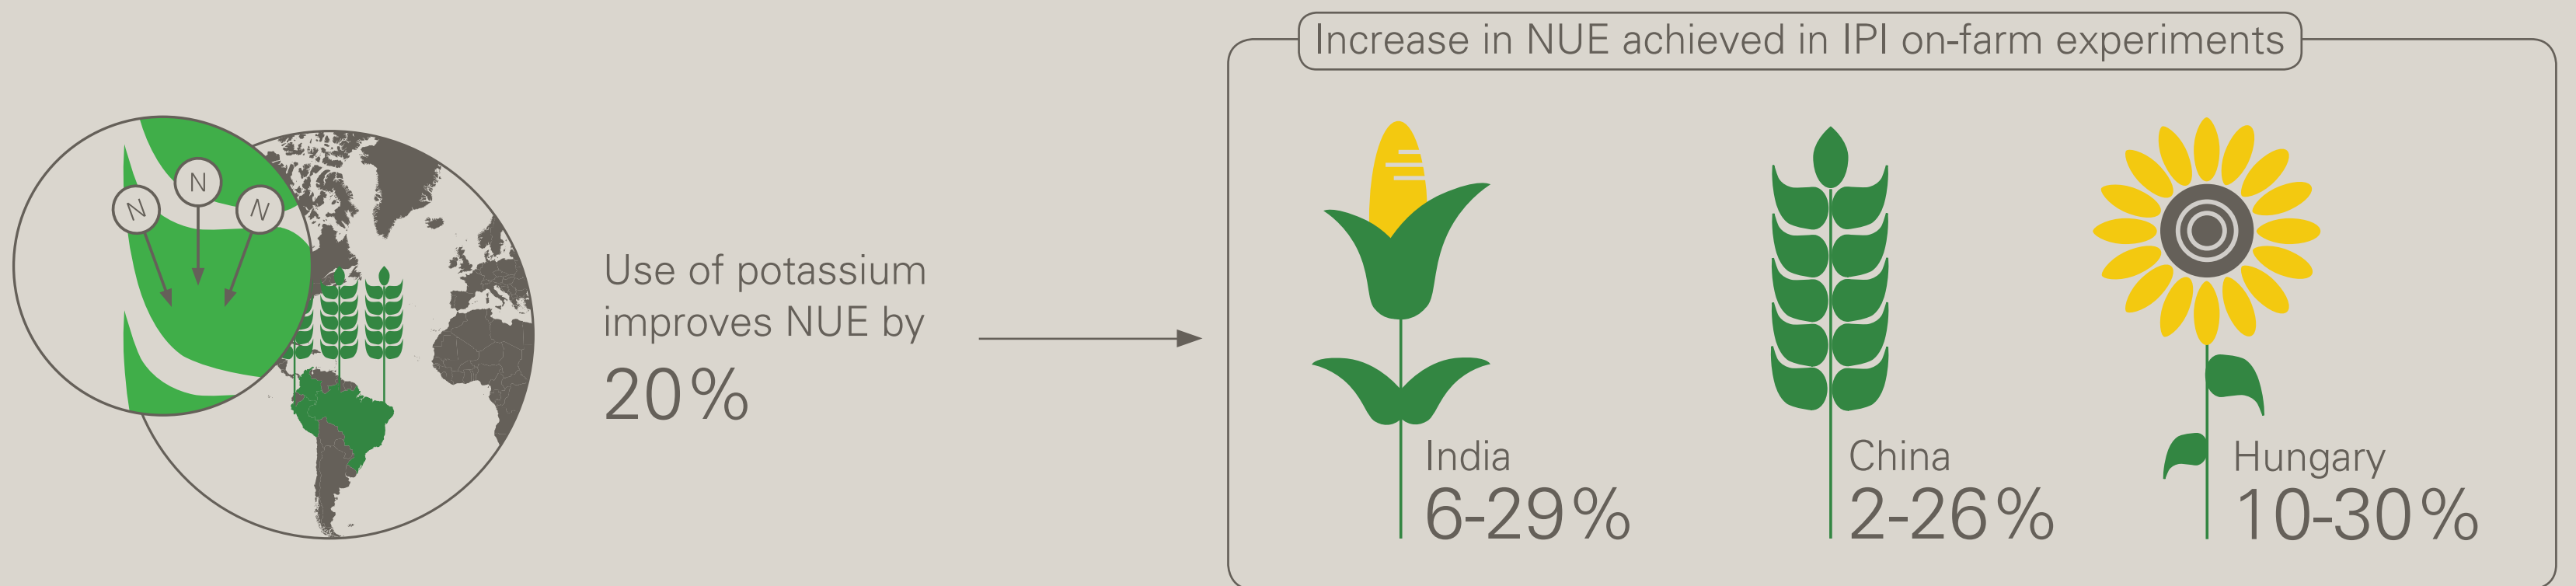 Increase in NUE achieved in IPI on-farm experiments
N
N
N
Use of potassium
improves NUE by
20%
India
6-29%
China
2-26%
Hungary
10-30%